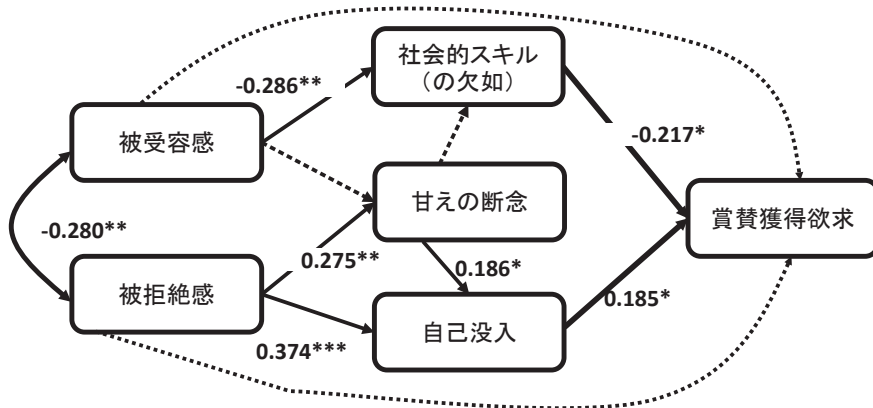 社会的スキル
（の欠如）
-0.286**
被受容感
-0.217*
甘えの断念
賞賛獲得欲求
-0.280**
0.275**
0.186*
被拒絶感
0.185*
自己没入
0.374***